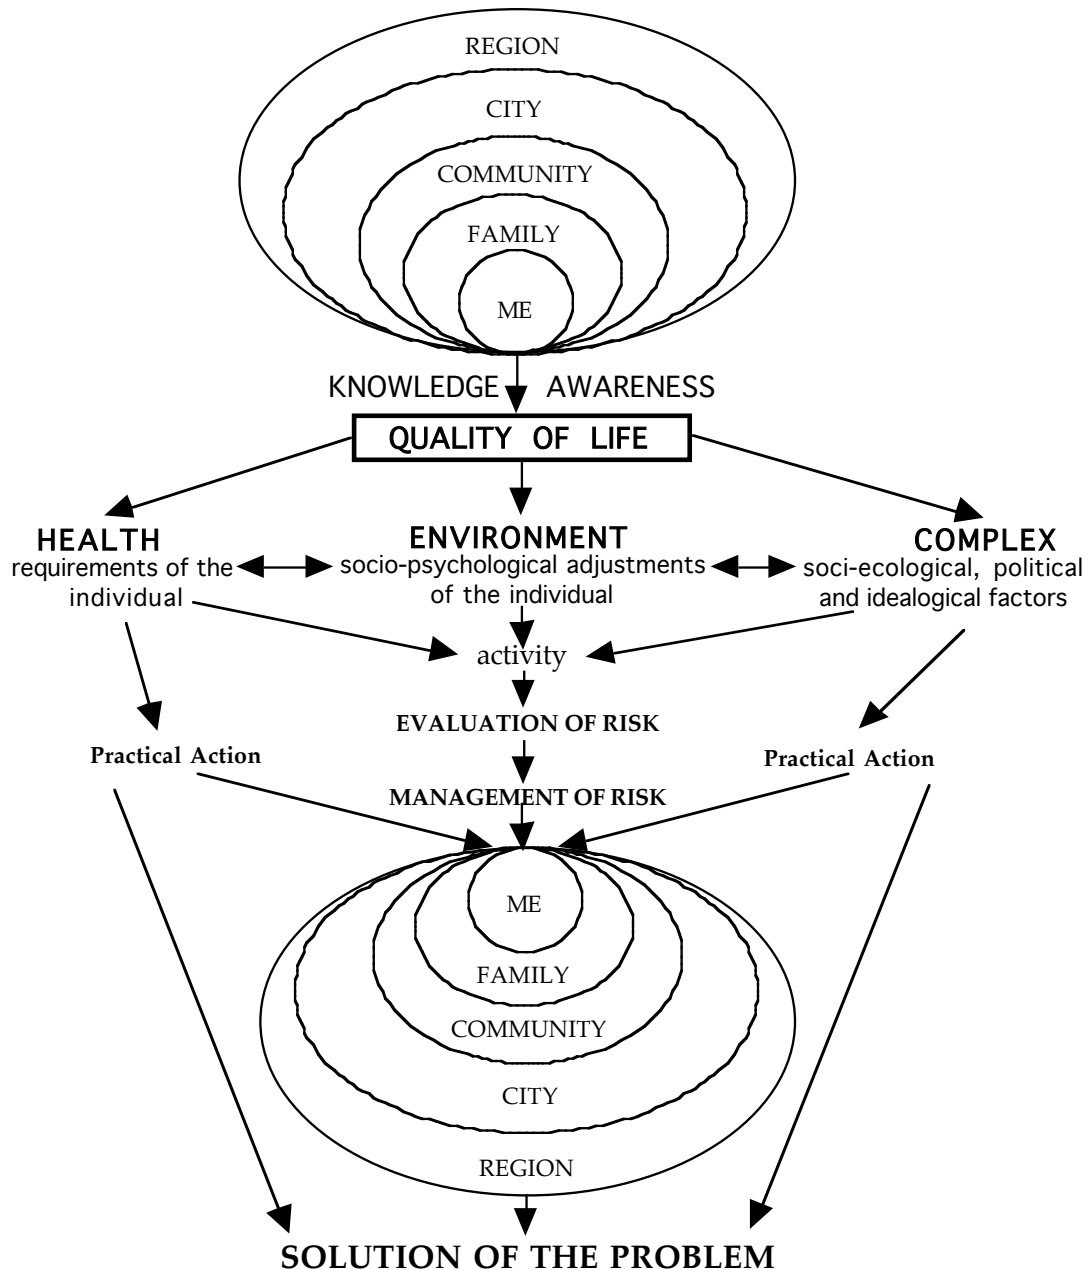 REGION
CITY
COMMUNITY
FAMILY
ME
KNOWLEDGE AWARENESS
QUALITY OF LIFE
HEALTH
requirements of the
individual
ENVIRONMENT
socio-psychological adjustments
of the individual
COMPLEX
soci-ecological, political
and idealogical factors
activity
EVALUATION OF RISK
Practical Action
Practical Action
MANAGEMENT OF RISK
ME
FAMILY
COMMUNITY
CITY
REGION
SOLUTION OF THE PROBLEM